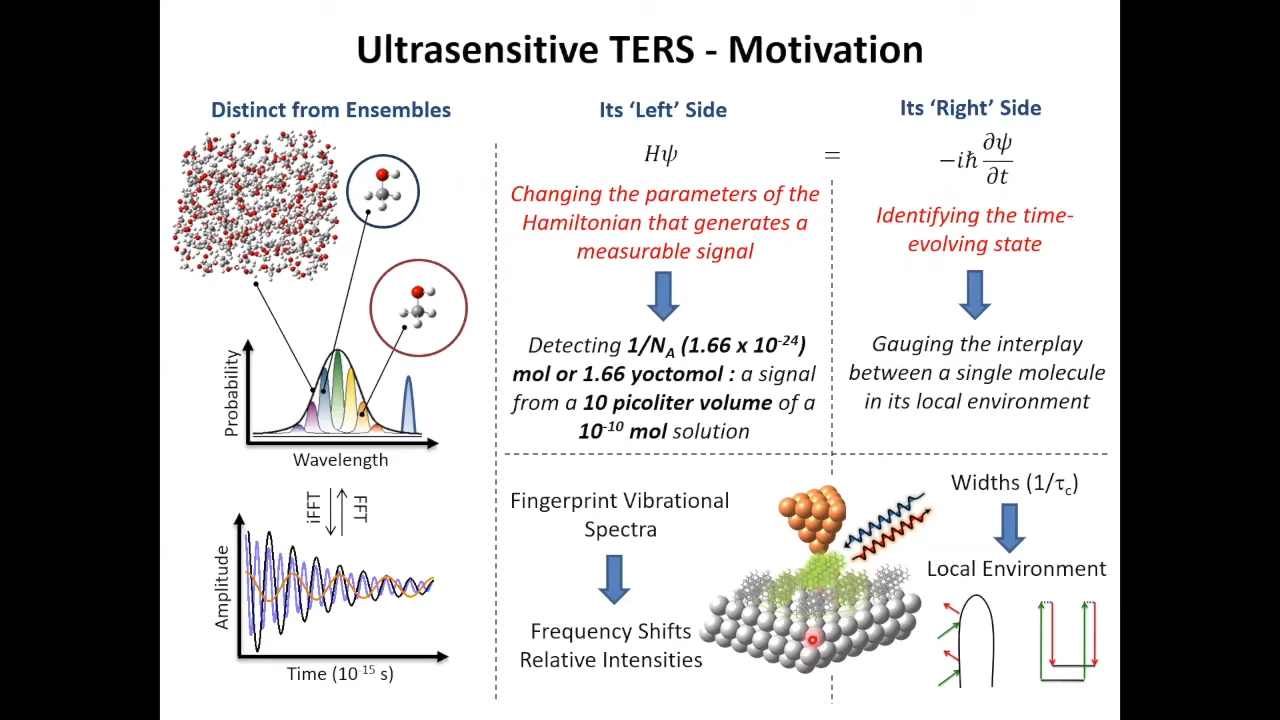 Ultrasensitive TERS - Motivation
Distinct from Ensembles
Probability
Wavelength
iFFT
FFT
Amplitude
Time (10⁻¹⁵ s)
Its ‘Left’ Side
Hψ
=
Changing the parameters of the
Hamiltonian that generates a
measurable signal
Detecting 1/N_A (1.66 x 10⁻²⁴)
mol or 1.66 yoctomol : a signal
from a 10 picoliter volume of a
10⁻¹⁰ mol solution
Fingerprint Vibrational
Spectra
Frequency Shifts
Relative Intensities
Its ‘Right’ Side
−iħ ∂ψ/∂t
Identifying the time-
evolving state
Gauging the interplay
between a single molecule
in its local environment
Widths (1/τ_c)
Local Environment